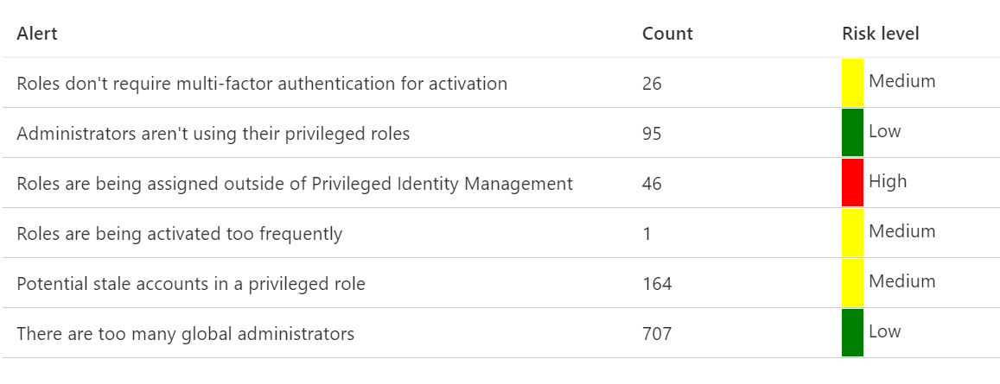 Alert Count Risk level
Roles don't require multi-factor authentication for activation 26 Medium
Administrators aren't using their privileged roles 95 Low
Roles are being assigned outside of Privileged Identity Management 46 High
Roles are being activated too frequently 1 Medium
Potential stale accounts in a privileged role 164 Medium
There are too many global administrators 707 Low